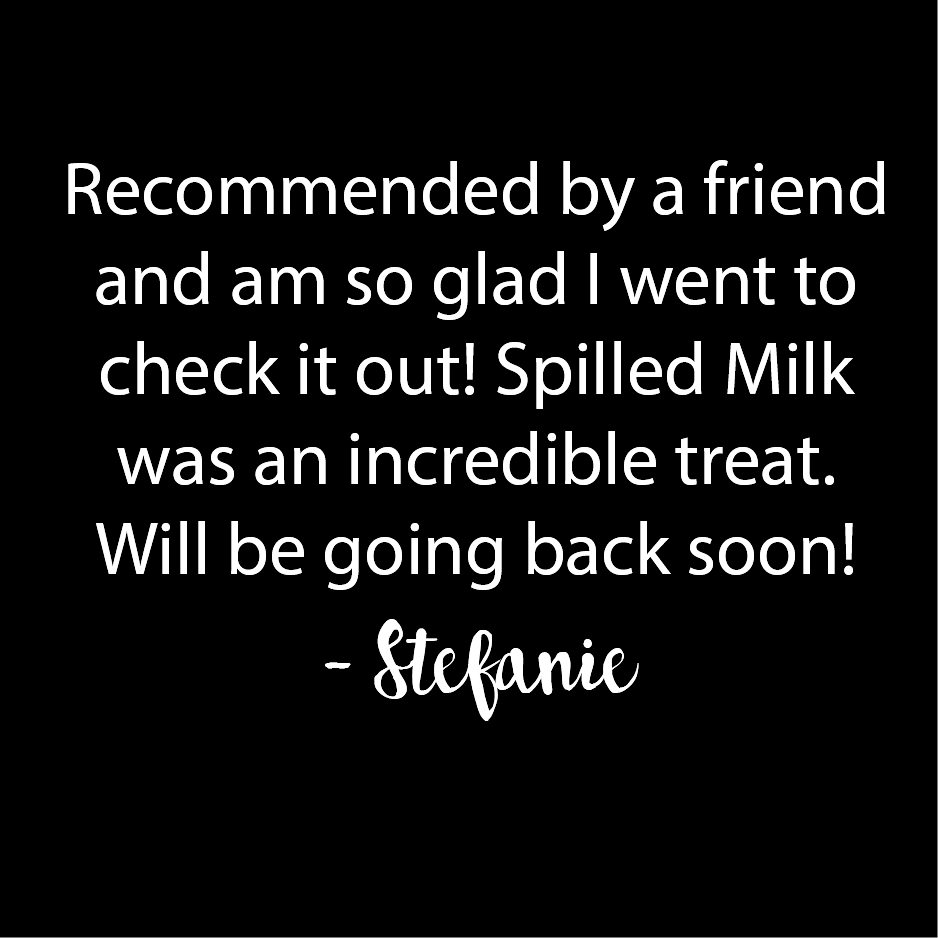 Recommended by a friend
and am so glad I went to
check it out! Spilled Milk
was an incredible treat.
Will be going back soon!
- Stefanie